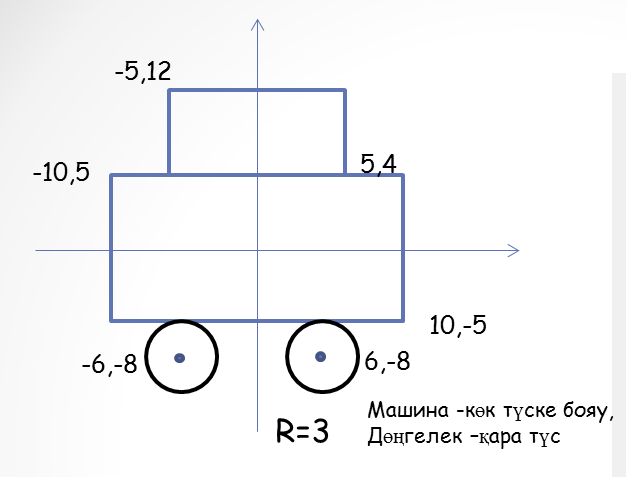 -5,12
-10,5
5,4
10,-5
-6,-8
6,-8
R=3
Машина -көк түске бояу,
Дөңгелек –қара түс